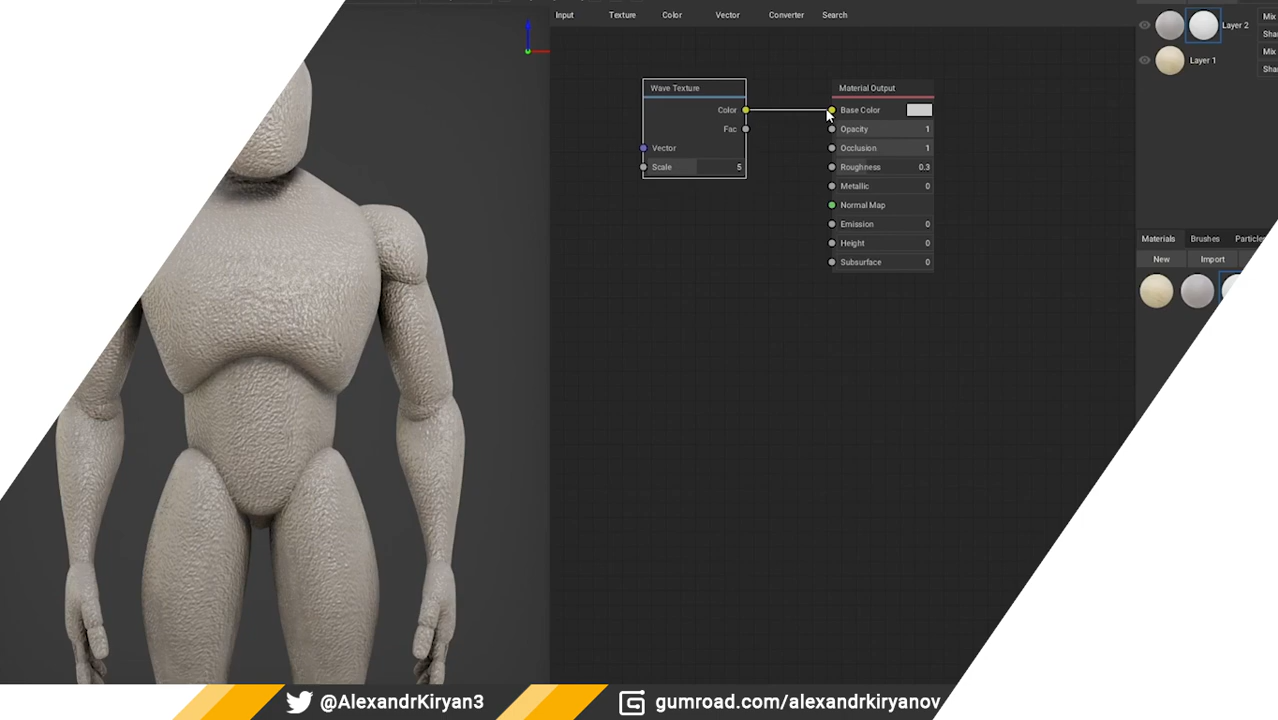 Input Texture Color Vector Converter Search
Layer 2
Mix
Layer 1
Mix
Wave Texture
Color
Fac
Vector
Scale 5
Material Output
Base Color
Opacity 1
Occlusion 1
Roughness 0.3
Metallic 0
Normal Map
Emission 0
Height 0
Subsurface 0
Materials Brushes
New Import
@AlexandrKiryan3 gumroad.com/alexandrkiryanov